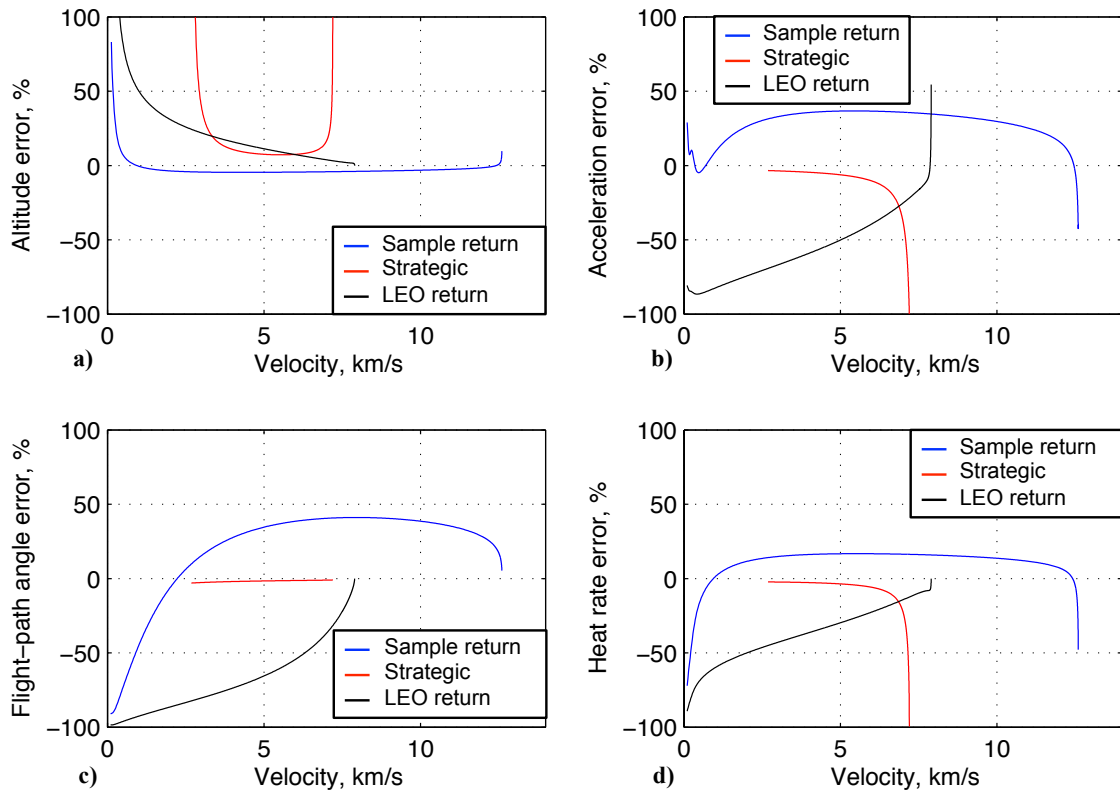 100
50
0
−50
−100
Altitude error, %
Sample return
Strategic
LEO return
0
5
10
Velocity, km/s
a)
100
50
0
−50
−100
Acceleration error, %
Sample return
Strategic
LEO return
0
5
10
Velocity, km/s
b)
100
50
0
−50
−100
Flight−path angle error, %
Sample return
Strategic
LEO return
0
5
10
Velocity, km/s
c)
100
50
0
−50
−100
Heat rate error, %
Sample return
Strategic
LEO return
0
5
10
Velocity, km/s
d)